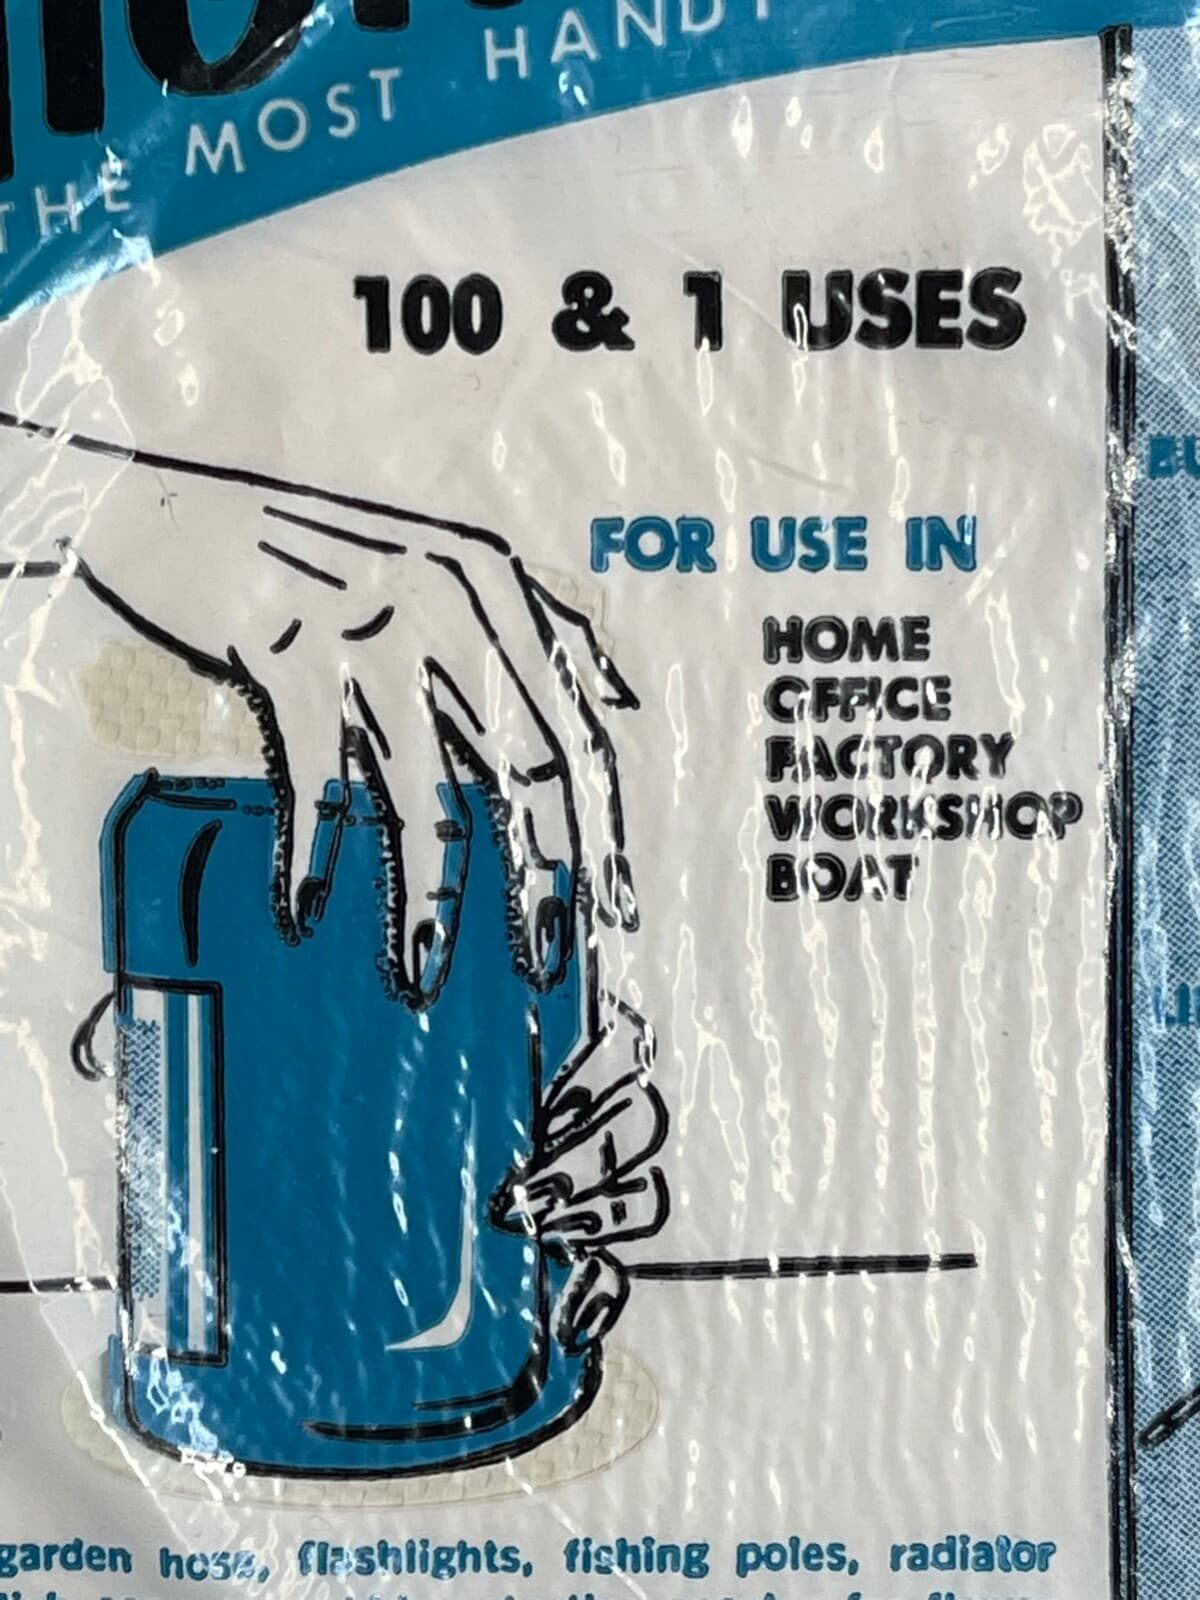 THE MOST HANDY
100 & 1 USES
FOR USE IN
HOME
OFFICE
FACTORY
WORKSHOP
BOAT
garden hose, flashlights, fishing poles, radiator